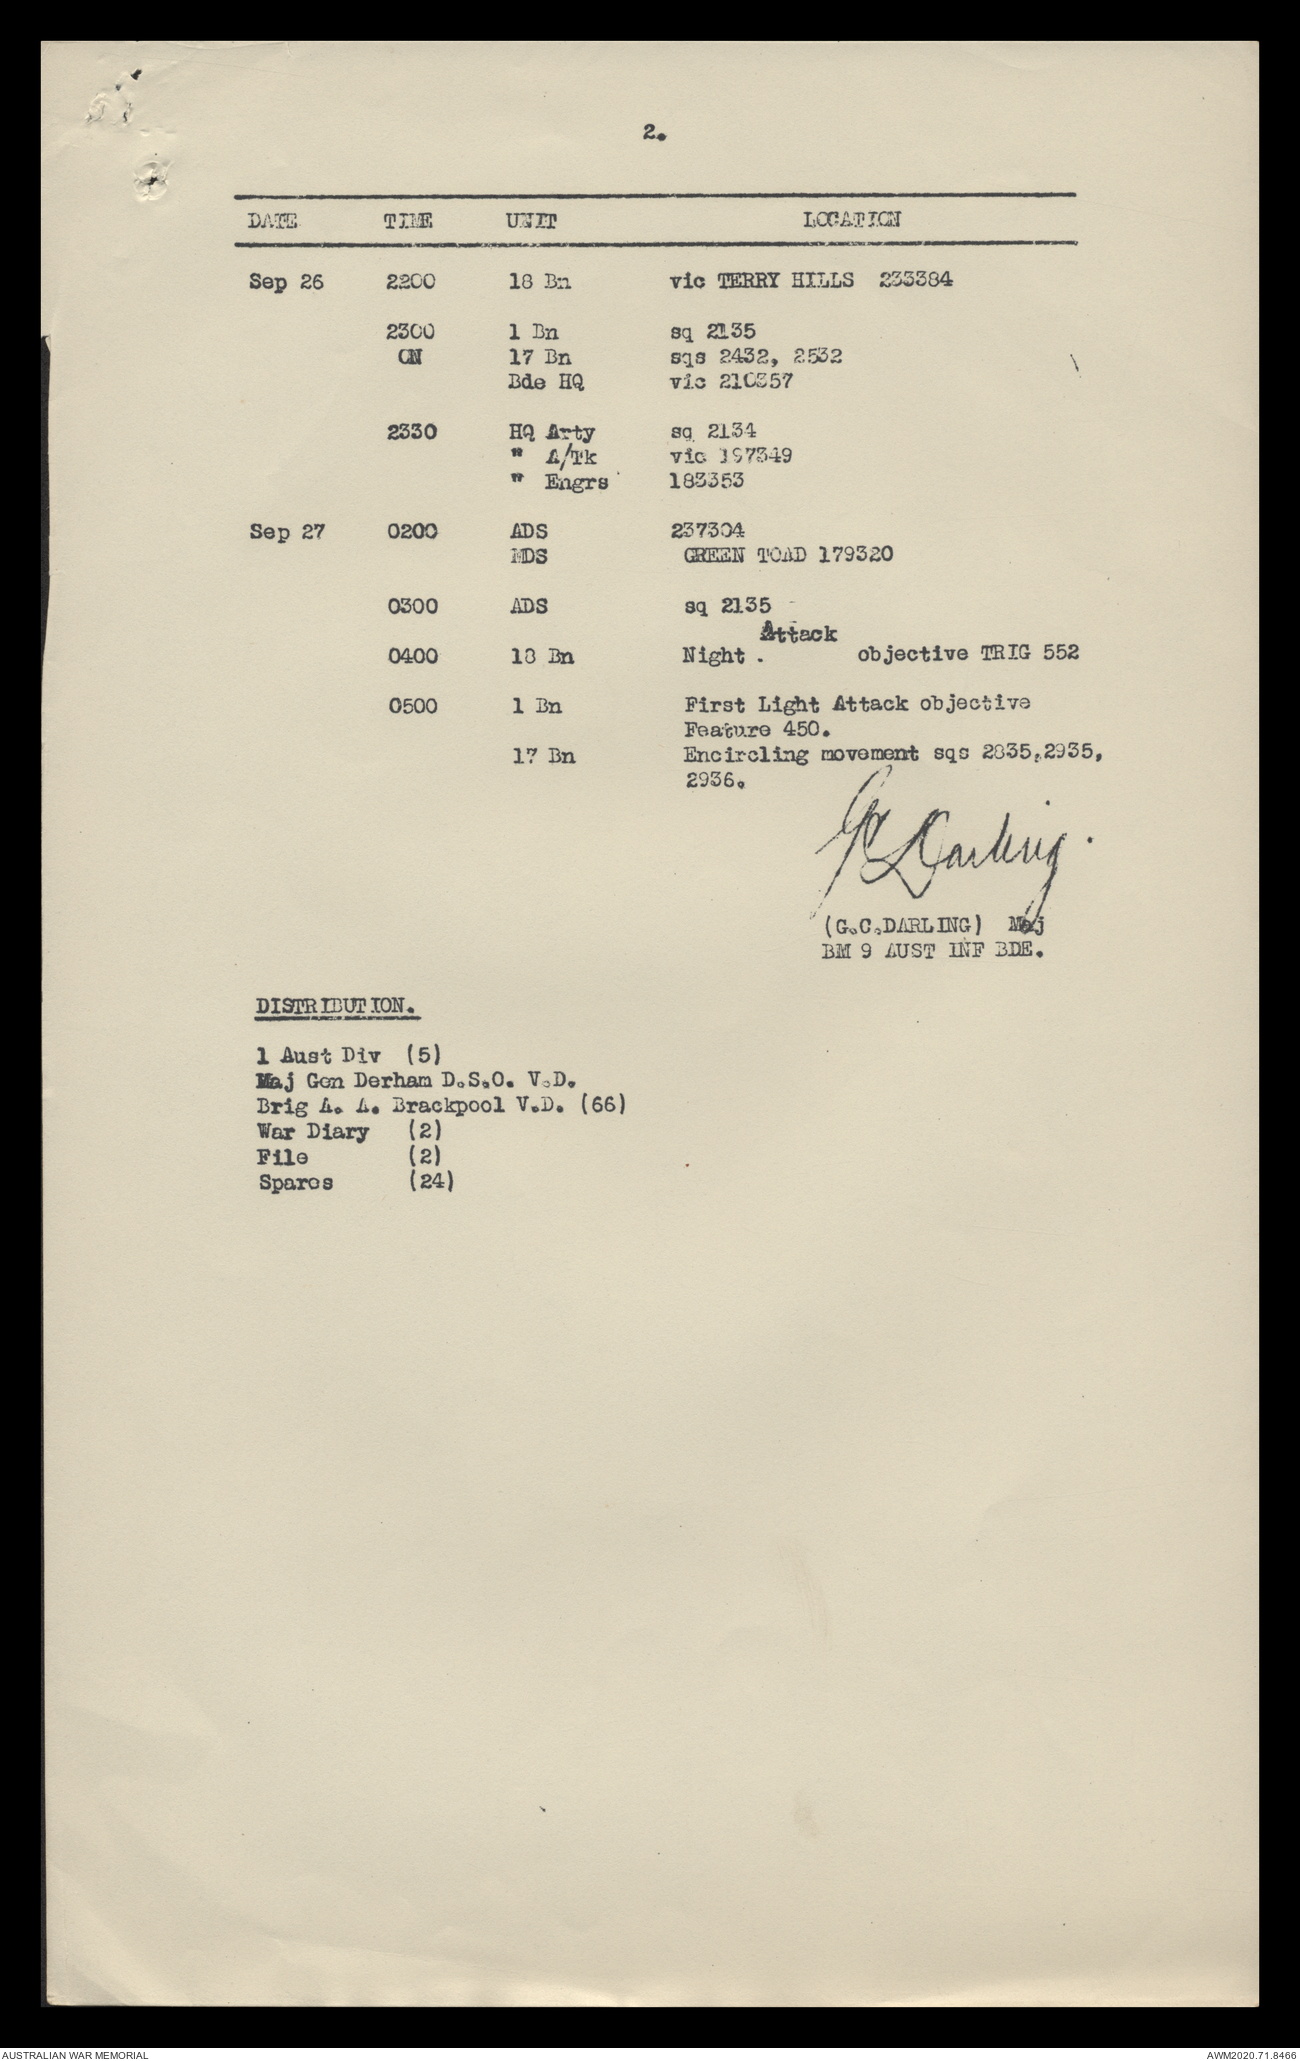 2.
DATE TIME UNIT LOCATION
Sep 26 2200 18 Bn vic TERRY HILLS 233384
2300 1 Bn sq 2135
ON 17 Bn sqs 2432, 2532
Bde HQ vic 210357
2330 HQ Arty sq 2134
" A/Tk vic 197349
" Engrs 183353
Sep 27 0200 ADS 237304
MDS GREEN TOAD 179320
0300 ADS sq 2135
Attack
0400 18 Bn Night . objective TRIG 552
0500 1 Bn First Light Attack objective
Feature 450.
17 Bn Encircling movement sqs 2835,2935,
2936.
GC Darling.
(G.C.DARLING) Maj
BM 9 AUST INF BDE.
DISTRIBUTION.
1 Aust Div (5)
Maj Gen Derham D.S.O. V.D.
Brig A. A. Brackpool V.D. (66)
War Diary (2)
File (2)
Spares (24)
AUSTRALIAN WAR MEMORIAL AWM2020.71.8466